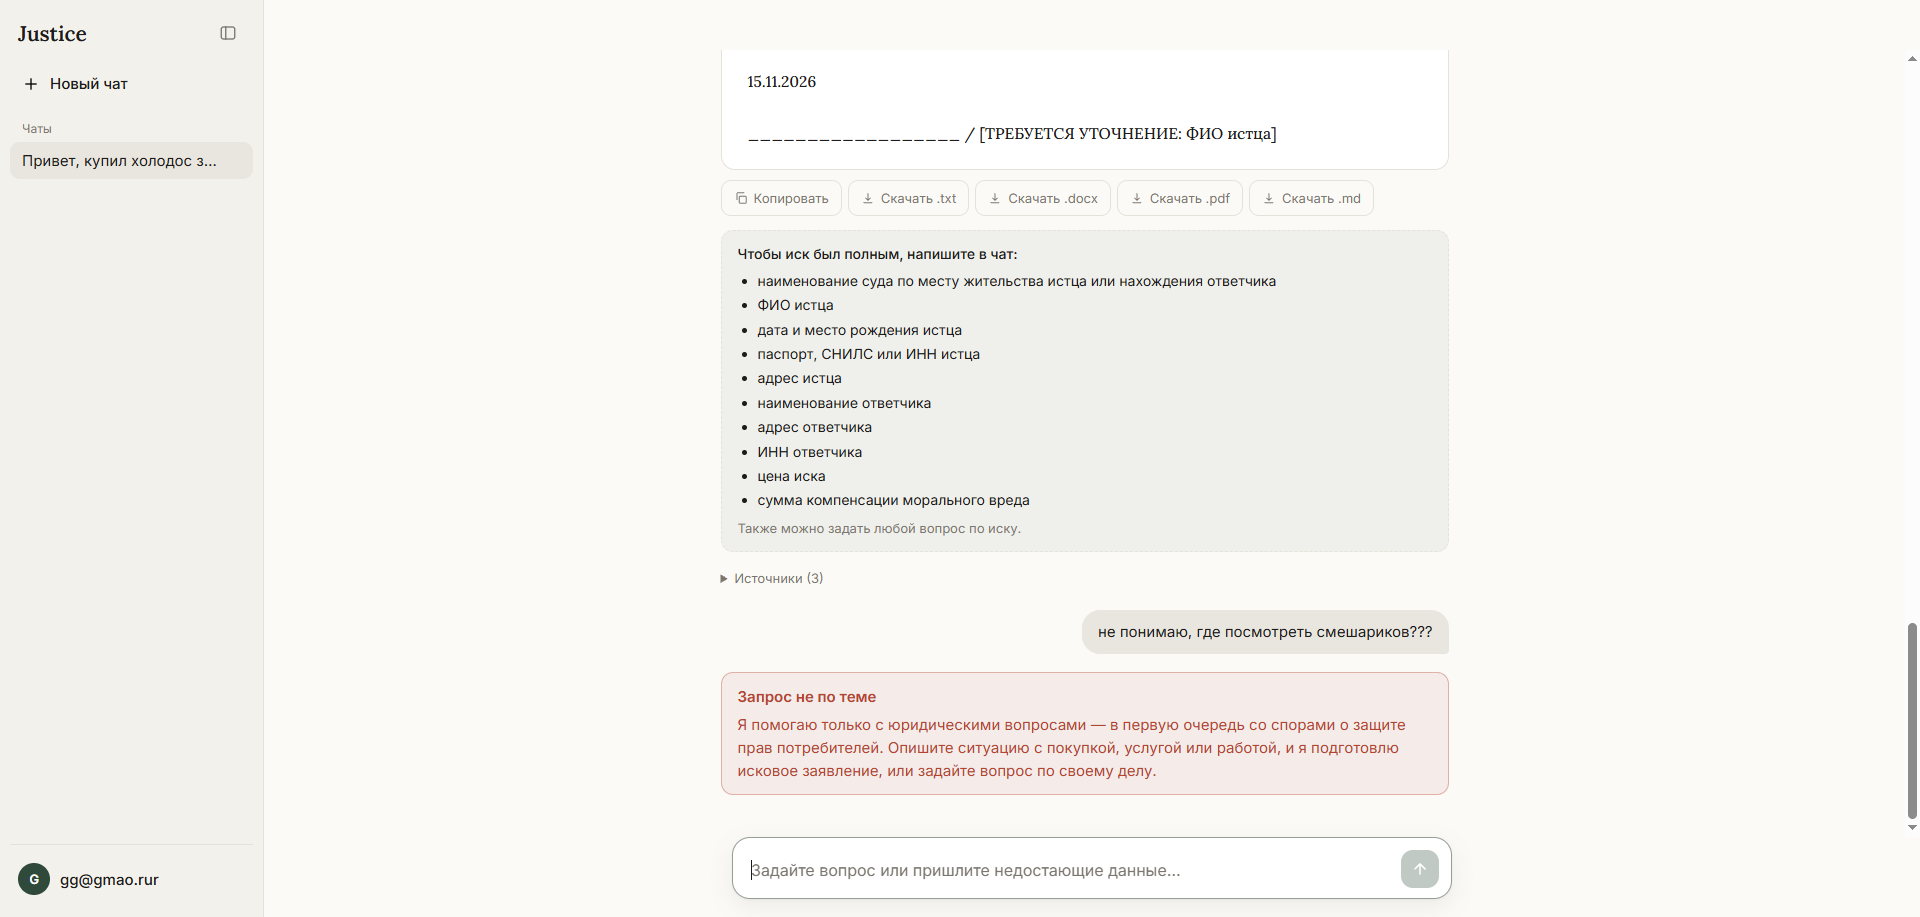 Justice
Новый чат
Чаты
Привет, купил холодос з...
15.11.2026
__________________ / [ТРЕБУЕТСЯ УТОЧНЕНИЕ: ФИО истца]
Копировать
Скачать .txt
Скачать .docx
Скачать .pdf
Скачать .md
Чтобы иск был полным, напишите в чат:
• наименование суда по месту жительства истца или нахождения ответчика
• ФИО истца
• дата и место рождения истца
• паспорт, СНИЛС или ИНН истца
• адрес истца
• наименование ответчика
• адрес ответчика
• ИНН ответчика
• цена иска
• сумма компенсации морального вреда
Также можно задать любой вопрос по иску.
Источники (3)
не понимаю, где посмотреть смешариков???
Запрос не по теме
Я помогаю только с юридическими вопросами — в первую очередь со спорами о защите
прав потребителей. Опишите ситуацию с покупкой, услугой или работой, и я подготовлю
исковое заявление, или задайте вопрос по своему делу.
Задайте вопрос или пришлите недостающие данные...
G
gg@gmao.rur